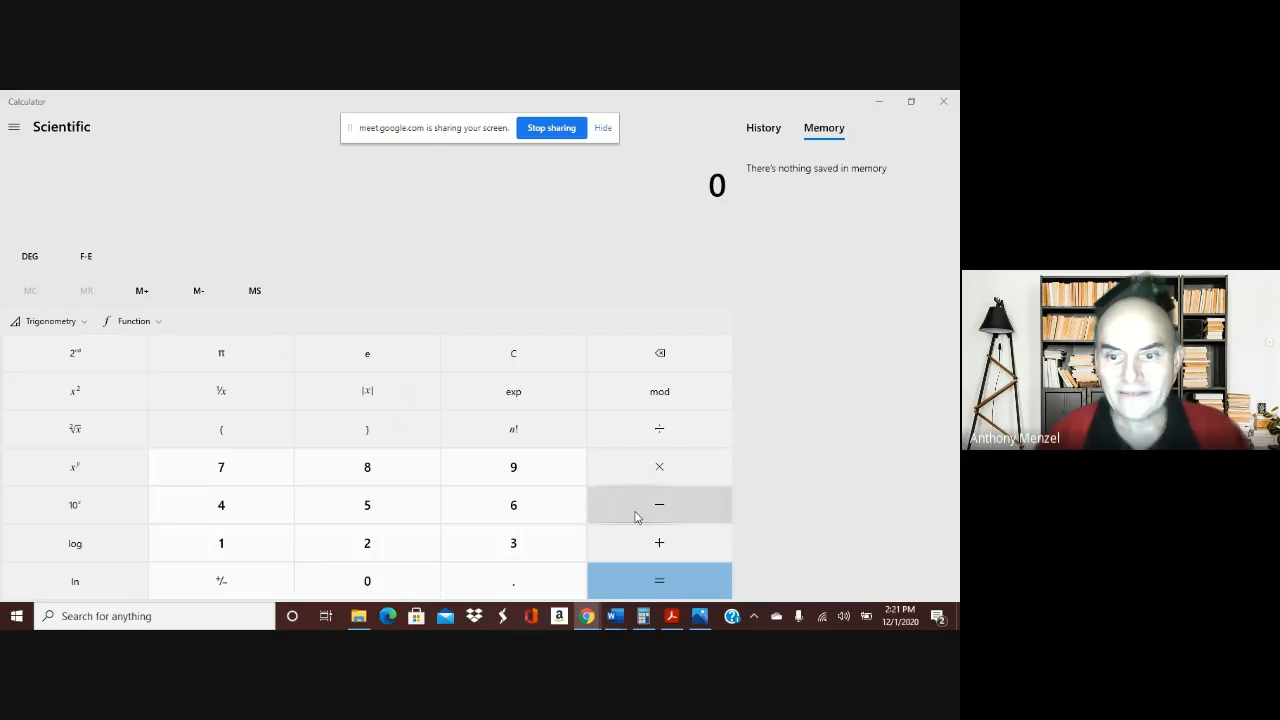 Calculator
Scientific
meet.google.com is sharing your screen.
Stop sharing
Hide
History
Memory
There's nothing saved in memory
0
DEG
F-E
MC
MR
M+
M-
MS
Trigonometry
f Function
2ⁿᵈ
π
e
C
x²
¹/x
|x|
exp
mod
²√x
(
)
n!
÷
xʸ
7
8
9
×
10ˣ
4
5
6
−
log
1
2
3
+
ln
+/−
0
.
=
Anthony Menzel
Search for anything
2:21 PM
12/1/2020
2